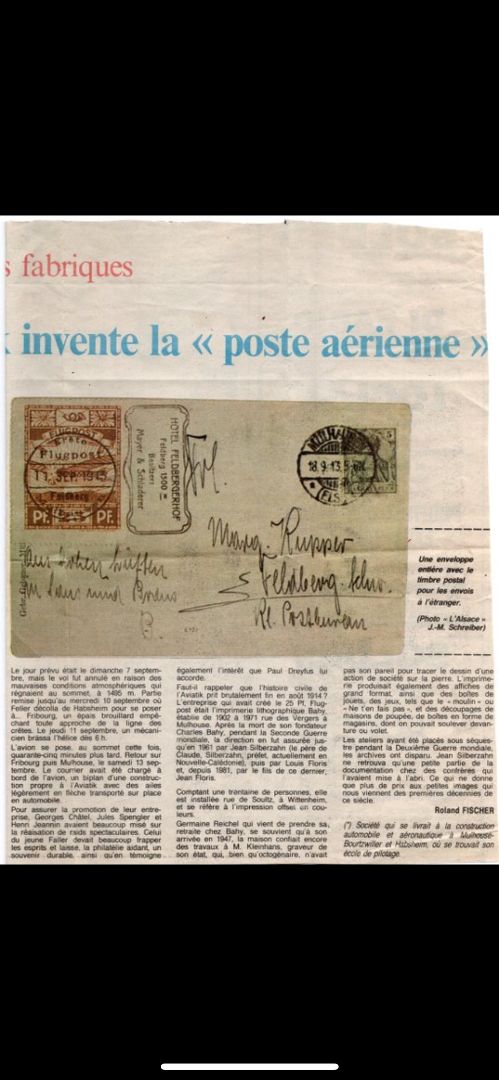 s fabriques
invente la « poste aérienne »
FLUGPOST
Erste
Flugpost
11. SEP. 1913
Feldberg
Pf. 25 Pf.
HOTEL FELDBERGERHOF
Feldberg 1500 m
Besitzer:
Mayer & Schladerer
MÜLHAUSEN
18.9.13.5-6N.
(ELS)
Marg. Kupper
Feldberg
Une enveloppe
entière avec le
timbre postal
pour les envois
à l'étranger.
(Photo « L'Alsace »
J.-M. Schreiber)
Le jour prévu était le dimanche 7 septem-
bre, mais le vol fut annulé en raison des
mauvaises conditions atmosphériques qui
régnaient au sommet, à 1495 m. Partie
remise jusqu'au mercredi 10 septembre où
Faller décolla de Habsheim pour se poser
à... Fribourg, un épais brouillard empê-
chant toute approche de la ligne des
crêtes. Le jeudi 11 septembre, un mécani-
cien brassa l'hélice dès 6 h.
L'avion se pose, au sommet cette fois,
quarante-cinq minutes plus tard. Retour sur
Fribourg puis Mulhouse, le samedi 13 sep-
tembre. Le courrier avait été chargé à
bord de l'avion, un biplan d'une construc-
tion propre à l'Aviatik avec des ailes
légèrement en flèche transporté sur place
en automobile.
Pour assurer la promotion de leur entre-
prise, Georges Châtel, Jules Spengler et
Henri Jeannin avaient beaucoup misé sur
la réaisation de raids spectaculaires. Celui
du jeune Faller devait beaucoup frapper
les esprits et laisse, la philatélie aidant, un
souvenir durable, ainsi qu'en témoigne
également l'intérêt que Paul Dreyfus lui
accorde.
Faut-il rappeler que l'histoire civile de
l'Aviatik prit brutalement fin en août 1914 ?
L'entreprise qui avait créé le 25 Pf. Flug-
post était l'imprimerie lithographique Bahy,
établie de 1902 à 1971 rue des Vergers à
Mulhouse. Après la mort de son fondateur
Charles Bahy, pendant la Seconde Guerre
mondiale, la direction en fut assurée jus-
qu'en 1961 par Jean Silberzahn (le père de
Claude Silberzahn, préfet, actuellement en
Nouvelle-Calédonie), puis par Louis Floris
et, depuis 1981, par le fils de ce dernier,
Jean Floris.
Comptant une trentaine de personnes, elle
est installée rue de Soultz, à Wittenheim,
et se réfère à l'impression offset en cou-
leurs.
Germaine Reichel qui vient de prendre sa
retraite chez Bahy, se souvient qu'à son
arrivée en 1947, la maison confiait encore
des travaux à M. Kleinhans, graveur de
son état, qui, bien qu'octogénaire, n'avait
pas son pareil pour tracer le dessin d'une
action de société sur la pierre. L'imprime-
rie produisait également des affiches de
grand format, ainsi que des boîtes de
jouets, des jeux, tels que le « moulin » ou
« Ne t'en fais pas », et des découpages de
maisons de poupée, de boîtes en forme de
magasins, dont on pouvait soulever devan-
ture ou volet.
Les ateliers ayant été placés sous séques-
tre pendant la Deuxième Guerre mondiale,
les archives ont disparu. Jean Silberzahn
ne retrouva qu'une petite partie de la
documentation chez des confrères qui
l'avaient mise à l'abri. Ce qui ne donne
que plus de prix aux petites images qui
nous viennent des premières décennies de
ce siècle.
Roland FISCHER
(*) Société qui se livrait à la construction
automobile et aéronautique à Mulhouse-
Bourtzwiller et Habsheim, où se trouvait son
école de pilotage.